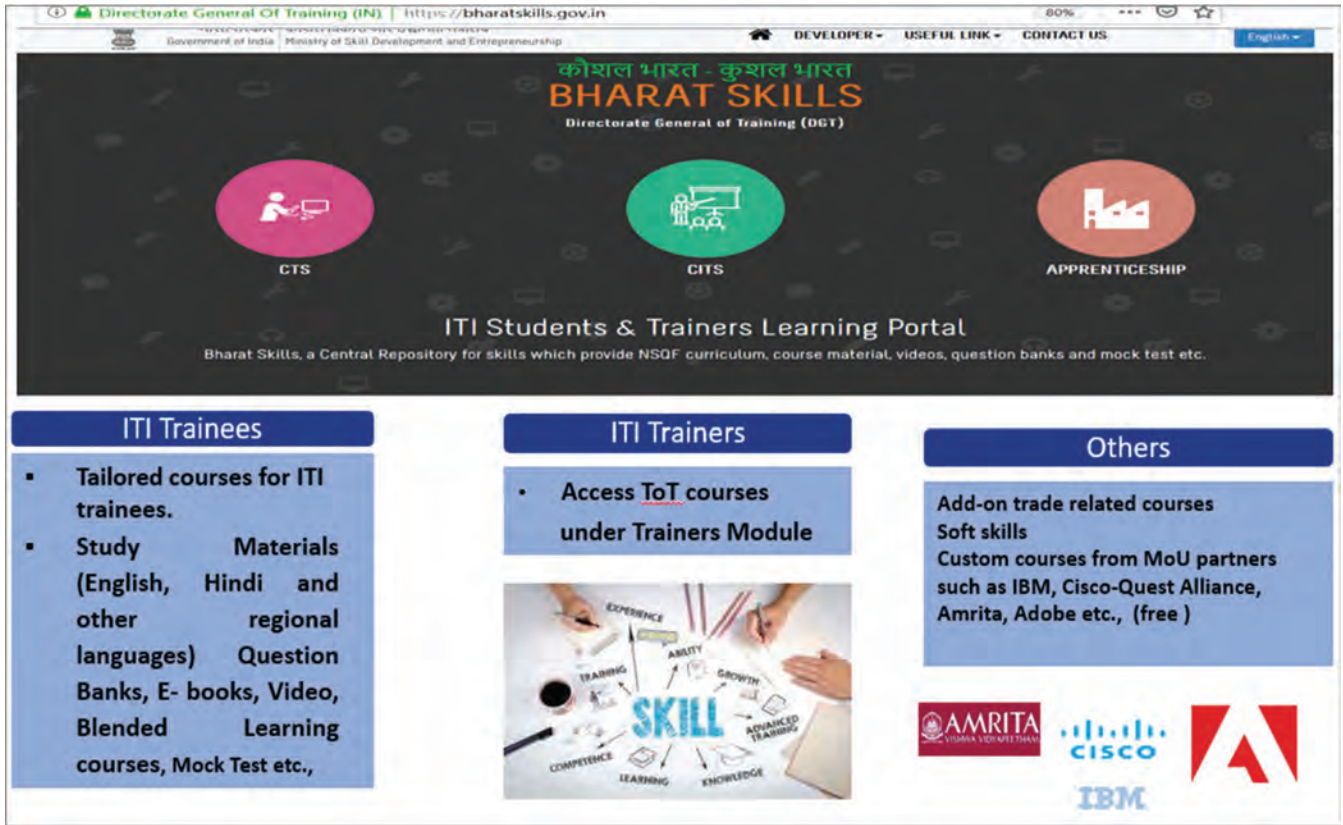 Directorate General Of Training (IN) | https://bharatskills.gov.in 80%
Government of India Ministry of Skill Development and Entrepreneurship
DEVELOPER USEFUL LINK CONTACT US English
कौशल भारत - कुशल भारत
BHARAT SKILLS
Directorate General of Training (DGT)
CTS CITS APPRENTICESHIP
ITI Students & Trainers Learning Portal
Bharat Skills, a Central Repository for skills which provide NSQF curriculum, course material, videos, question banks and mock test etc.
ITI Trainees
▪ Tailored courses for ITI
trainees.
▪ Study Materials
(English, Hindi and
other regional
languages) Question
Banks, E- books, Video,
Blended Learning
courses, Mock Test etc.,
ITI Trainers
• Access ToT courses
under Trainers Module
EXPERIENCE
ABILITY
TRAINING
GROWTH
SKILL
ADVANCED
TRAINING
COMPETENCE
LEARNING
KNOWLEDGE
Others
Add-on trade related courses
Soft skills
Custom courses from MoU partners
such as IBM, Cisco-Quest Alliance,
Amrita, Adobe etc., (free )
AMRITA
VISHWA VIDYAPEETHAM
CISCO
IBM